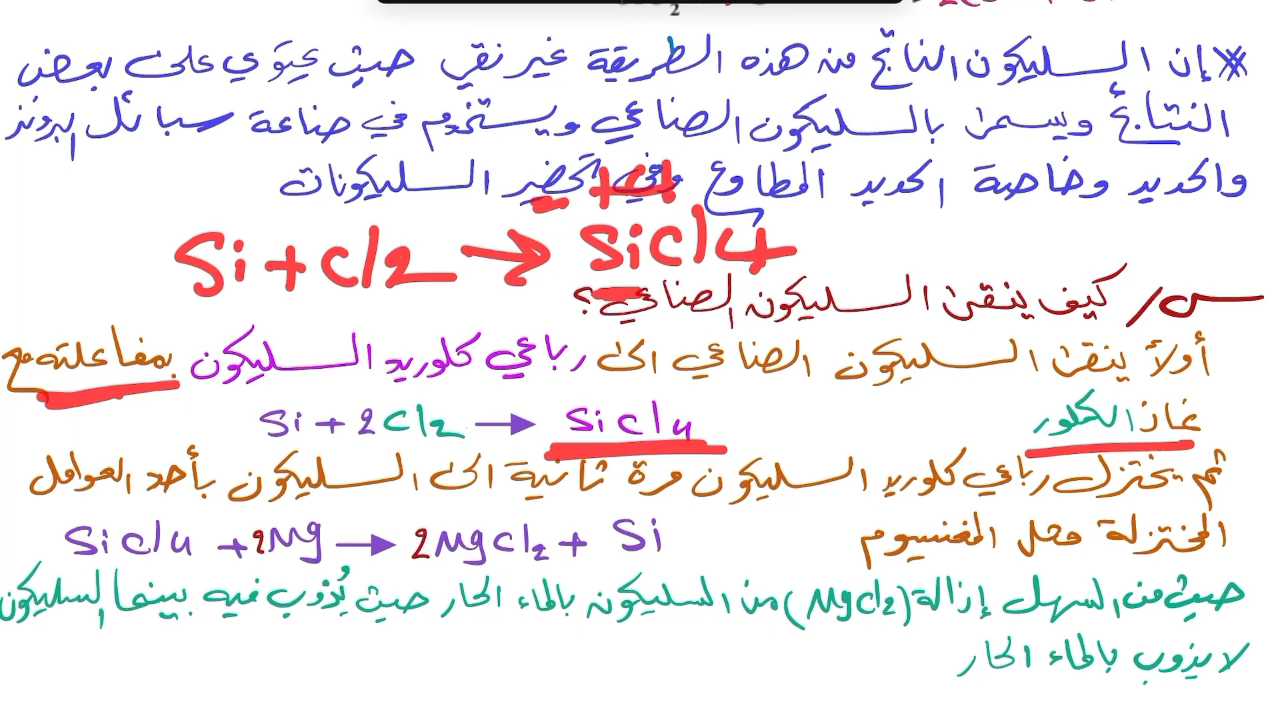 * إن السليكون الناتج من هذه الطريقة غير نقي حيث يحتوي على بعض
النتائج ويسمى بالسليكون الصناعي ويستخدم في صناعة سبائك البرونز
والحديد وخاصة الحديد المطاوع وفي تحضير السليكونات
+4
Si + Cl2 → SiCl4
س/ كيف ينقى السليكون الصناعي؟
أولاً ينقى السليكون الصناعي الى رباعي كلوريد السليكون بمفاعلته مع
غاز الكلور Si + 2Cl2 → SiCl4
ثم يختزل رباعي كلوريد السليكون مرة ثانية الى السليكون بأحد العوامل
المختزلة مثل المغنسيوم SiCl4 + 2Mg → 2MgCl2 + Si
حيث من السهل إزالة (MgCl2) من السليكون بالماء الحار حيث يُذوب فيه بينما السليكون
لا يذوب بالماء الحار